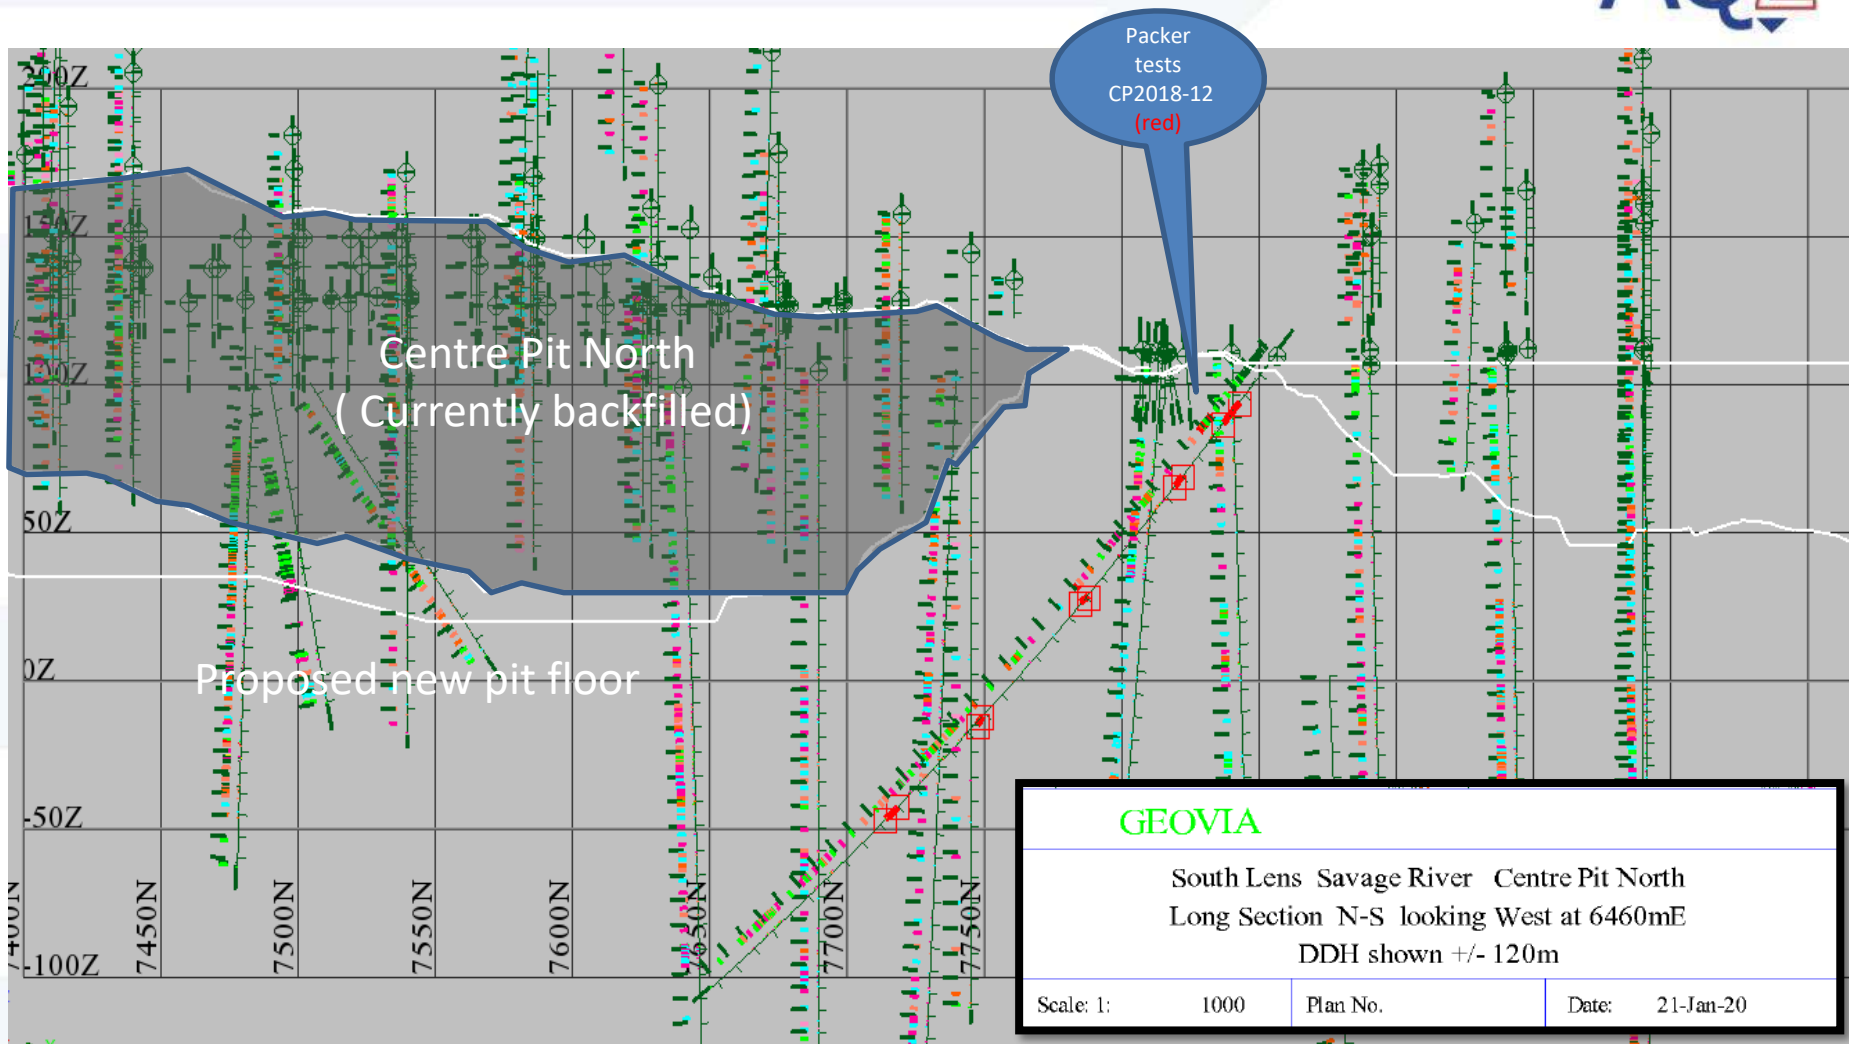 Packer
tests
CP2018-12
(red)
200Z
150Z
Centre Pit North
100Z
( Currently backfilled)
50Z
0Z
Proposed new pit floor
-50Z
7400N
7450N
7500N
7550N
7600N
7650N
7700N
7750N
-100Z
GEOVIA
South Lens Savage River Centre Pit North
Long Section N-S looking West at 6460mE
DDH shown +/- 120m
Scale: 1: 1000 Plan No. Date: 21-Jan-20